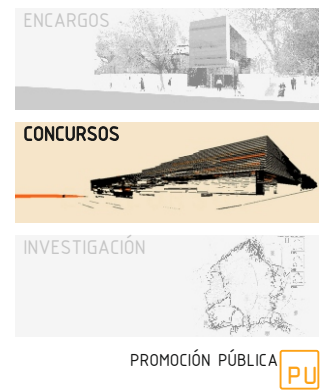 ENCARGOS
CONCURSOS
INVESTIGACIÓN
PROMOCIÓN PÚBLICA
PU